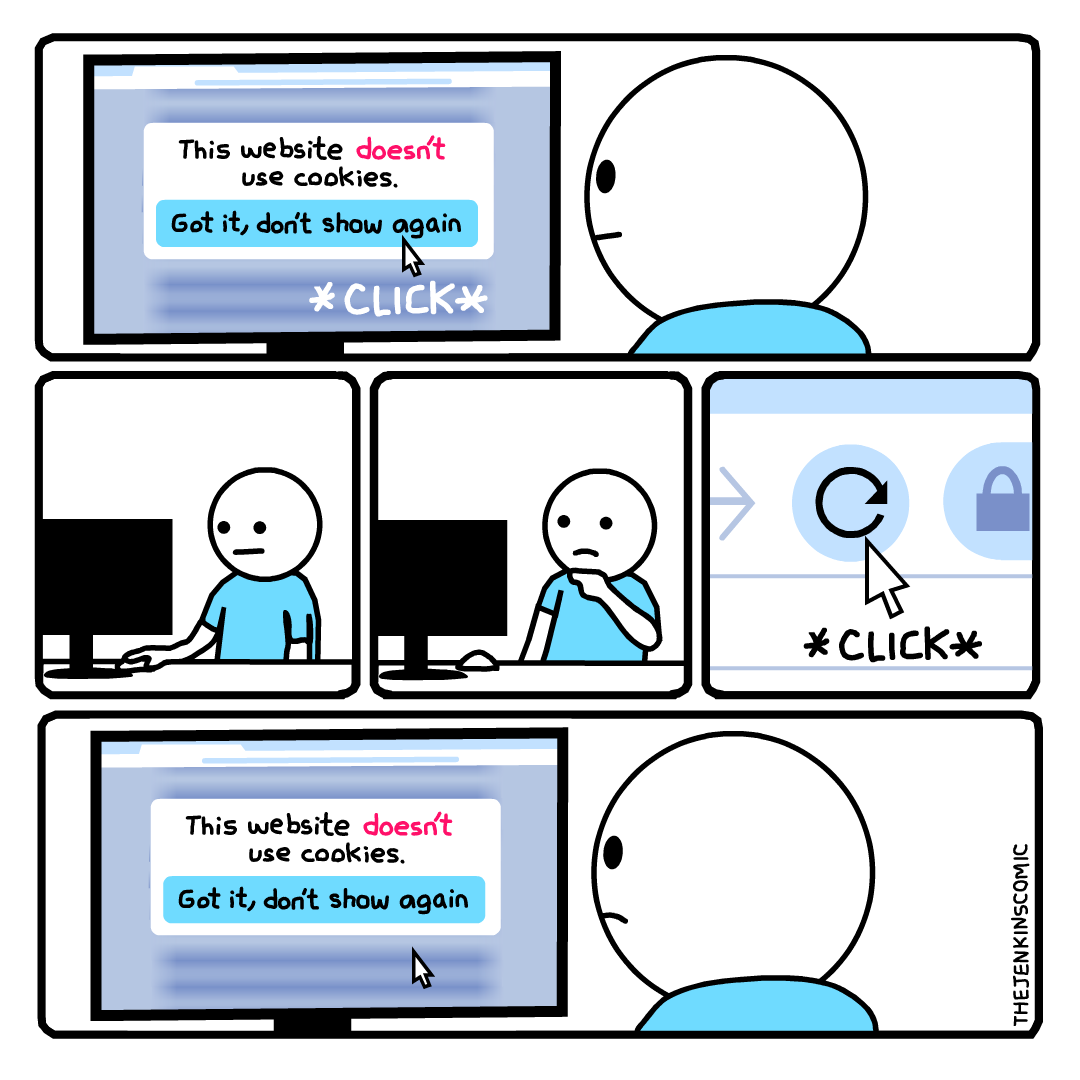 This website doesn't
use cookies.
Got it, don't show again
*CLICK*
*CLICK*
This website doesn't
use cookies.
Got it, don't show again
THEJENKINSCOMIC